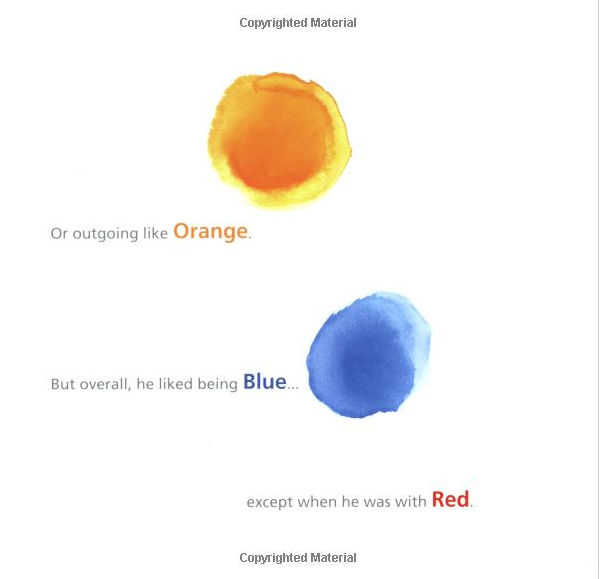 Copyrighted Material
Or outgoing like Orange.
But overall, he liked being Blue...
except when he was with Red.
Copyrighted Material